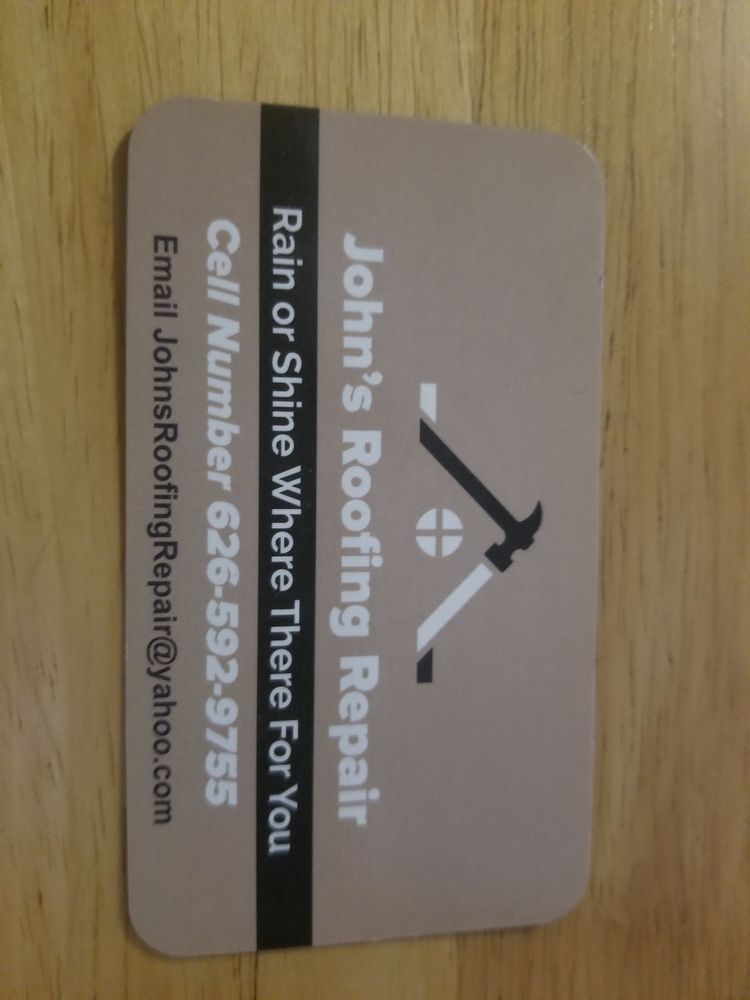 John's Roofing Repair
Rain or Shine Where There For You
Cell Number 626-592-9755
Email JohnsRoofingRepair@yahoo.com